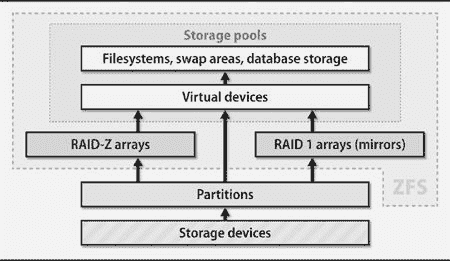 Storage pools
Filesystems, swap areas, database storage
Virtual devices
RAID-Z arrays
RAID 1 arrays (mirrors)
Partitions
ZFS
Storage devices